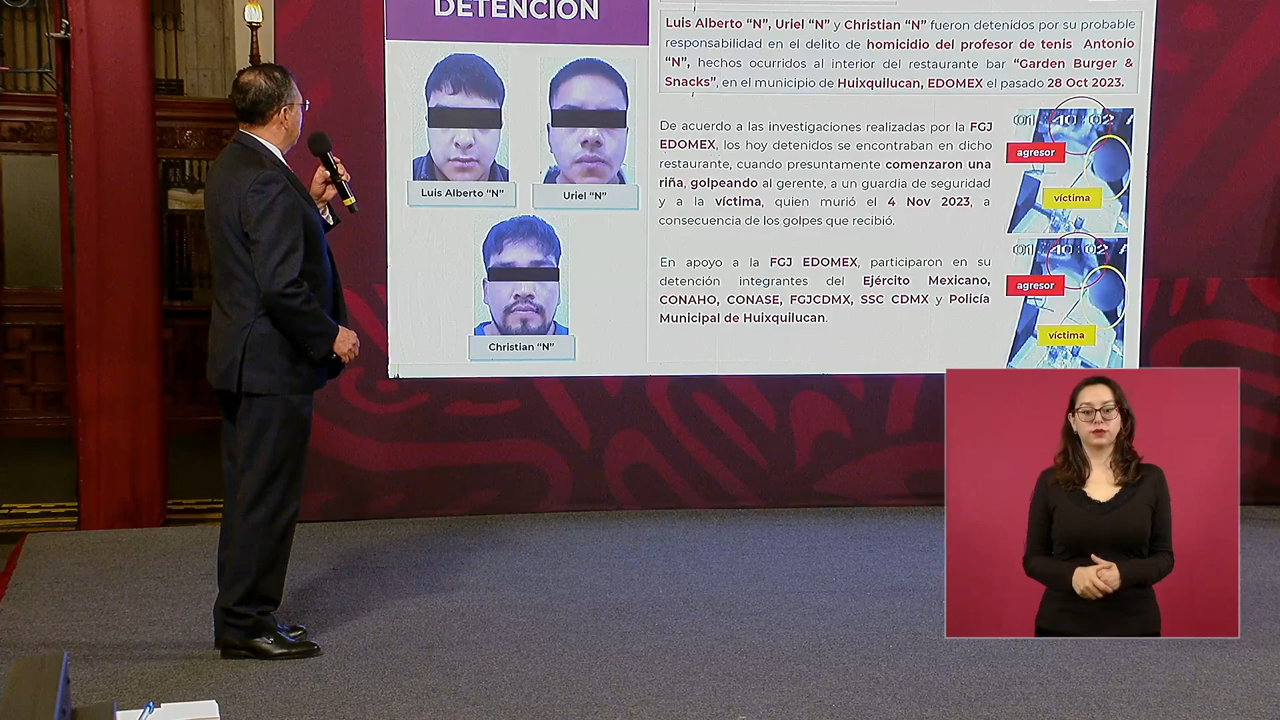 DETENCIÓN
Luis Alberto “N”
Uriel “N”
Christian “N”
Luis Alberto “N”, Uriel “N” y Christian “N” fueron detenidos por su probable
responsabilidad en el delito de homicidio del profesor de tenis Antonio
“N”, hechos ocurridos al interior del restaurante bar “Garden Burger &
Snacks”, en el municipio de Huixquilucan, EDOMEX el pasado 28 Oct 2023.
De acuerdo a las investigaciones realizadas por la FGJ
EDOMEX, los hoy detenidos se encontraban en dicho
restaurante, cuando presuntamente comenzaron una
riña, golpeando al gerente, a un guardia de seguridad
y a la víctima, quien murió el 4 Nov 2023, a
consecuencia de los golpes que recibió.
En apoyo a la FGJ EDOMEX, participaron en su
detención integrantes del Ejército Mexicano,
CONAHO, CONASE, FGJCDMX, SSC CDMX y Policía
Municipal de Huixquilucan.
01 40:02 A
agresor
víctima
01 40:02 A
agresor
víctima